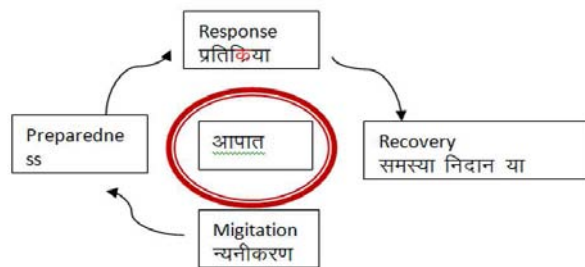 Response
प्रतिक्रिया
Preparedne
ss
आपात
Recovery
समस्या निदान या
Migitation
न्यनीकरण